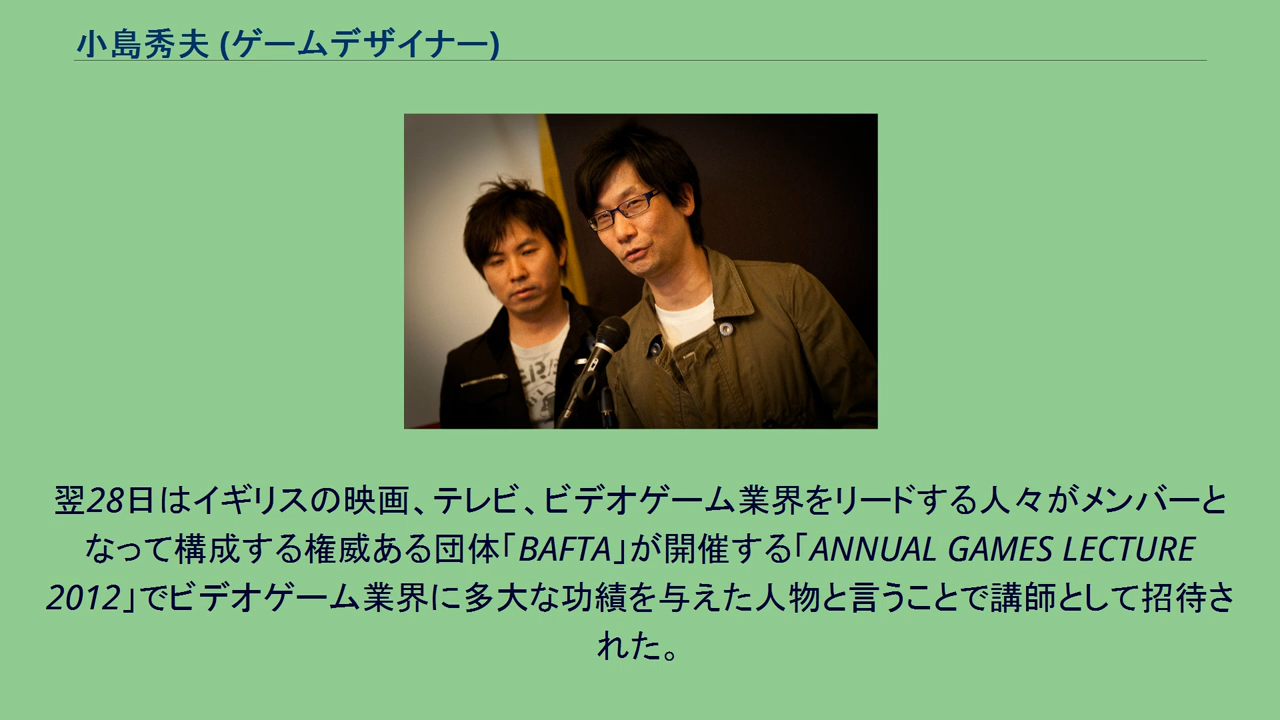 小島秀夫 (ゲームデザイナー)
翌28日はイギリスの映画、テレビ、ビデオゲーム業界をリードする人々がメンバーと
なって構成する権威ある団体「BAFTA」が開催する「ANNUAL GAMES LECTURE
2012」でビデオゲーム業界に多大な功績を与えた人物と言うことで講師として招待さ
れた。